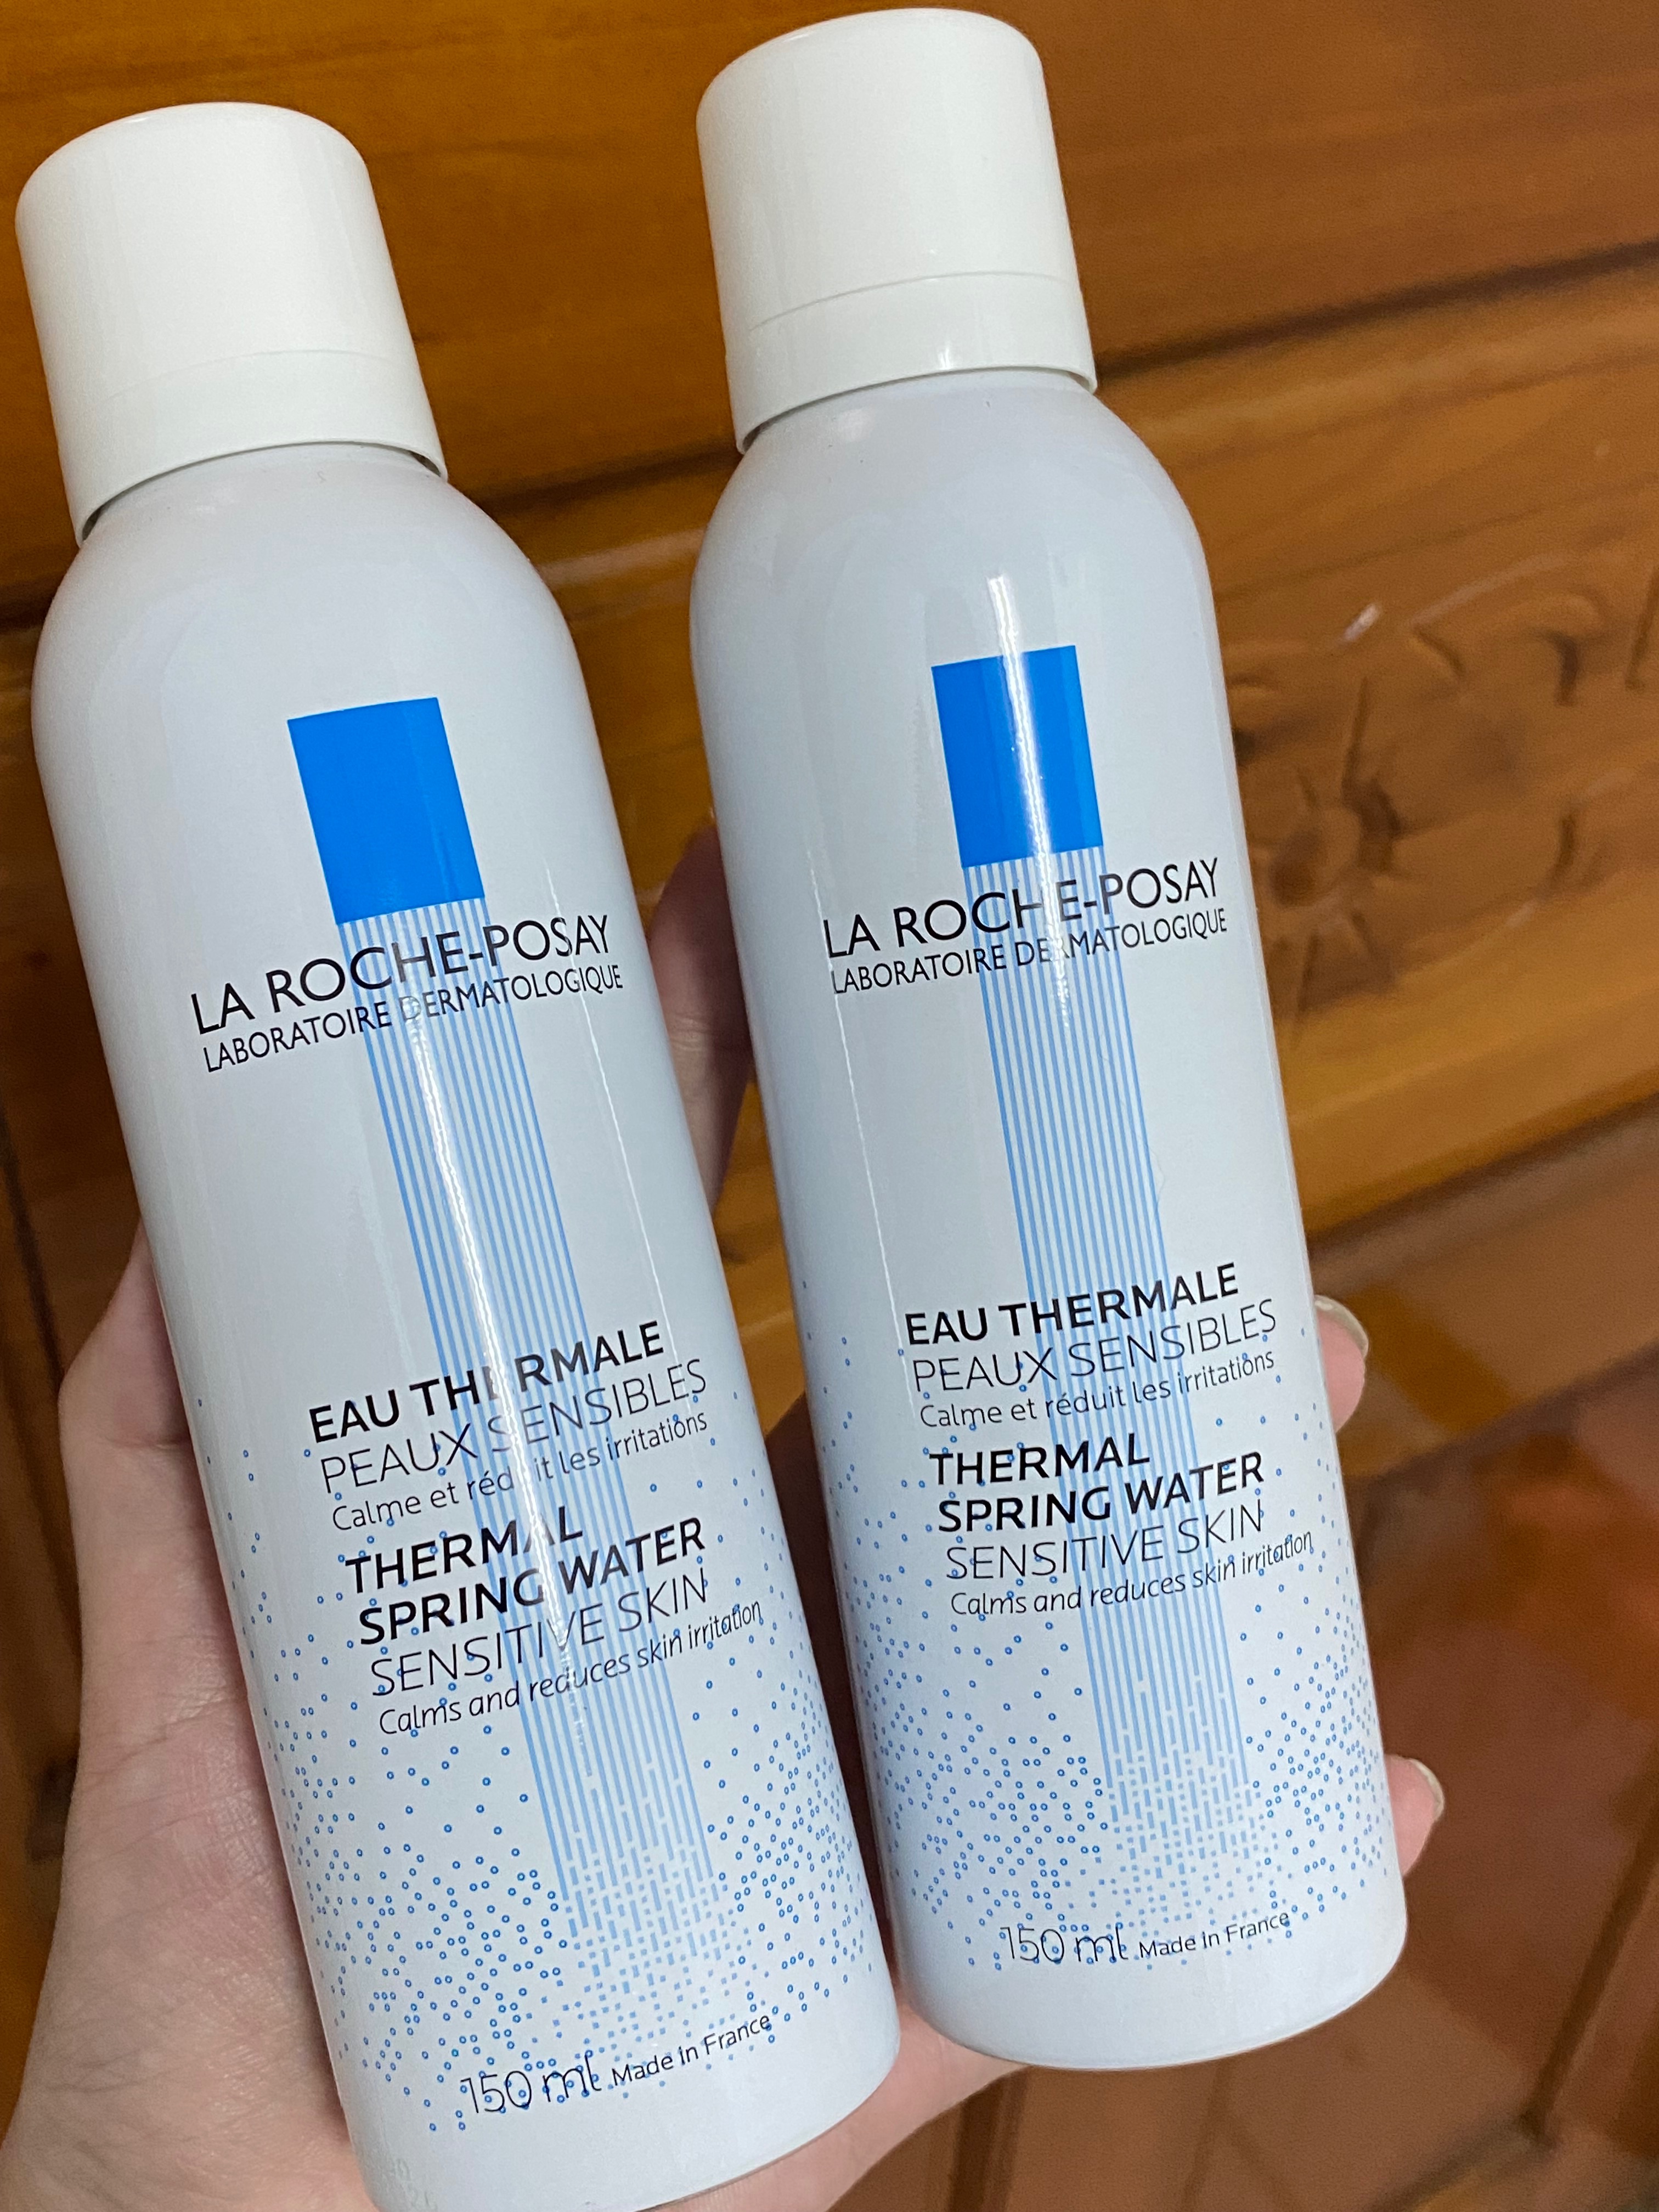 LA ROCHE-POSAY
LABORATOIRE DERMATOLOGIQUE
EAU THERMALE
PEAUX SENSIBLES
Calme et réduit les irritations
THERMAL
SPRING WATER
SENSITIVE SKIN
Calms and reduces skin irritation
150 ml Made in France
LA ROCHE-POSAY
LABORATOIRE DERMATOLOGIQUE
EAU THERMALE
PEAUX SENSIBLES
Calme et réduit les irritations
THERMAL
SPRING WATER
SENSITIVE SKIN
Calms and reduces skin irritation
150 ml Made in France